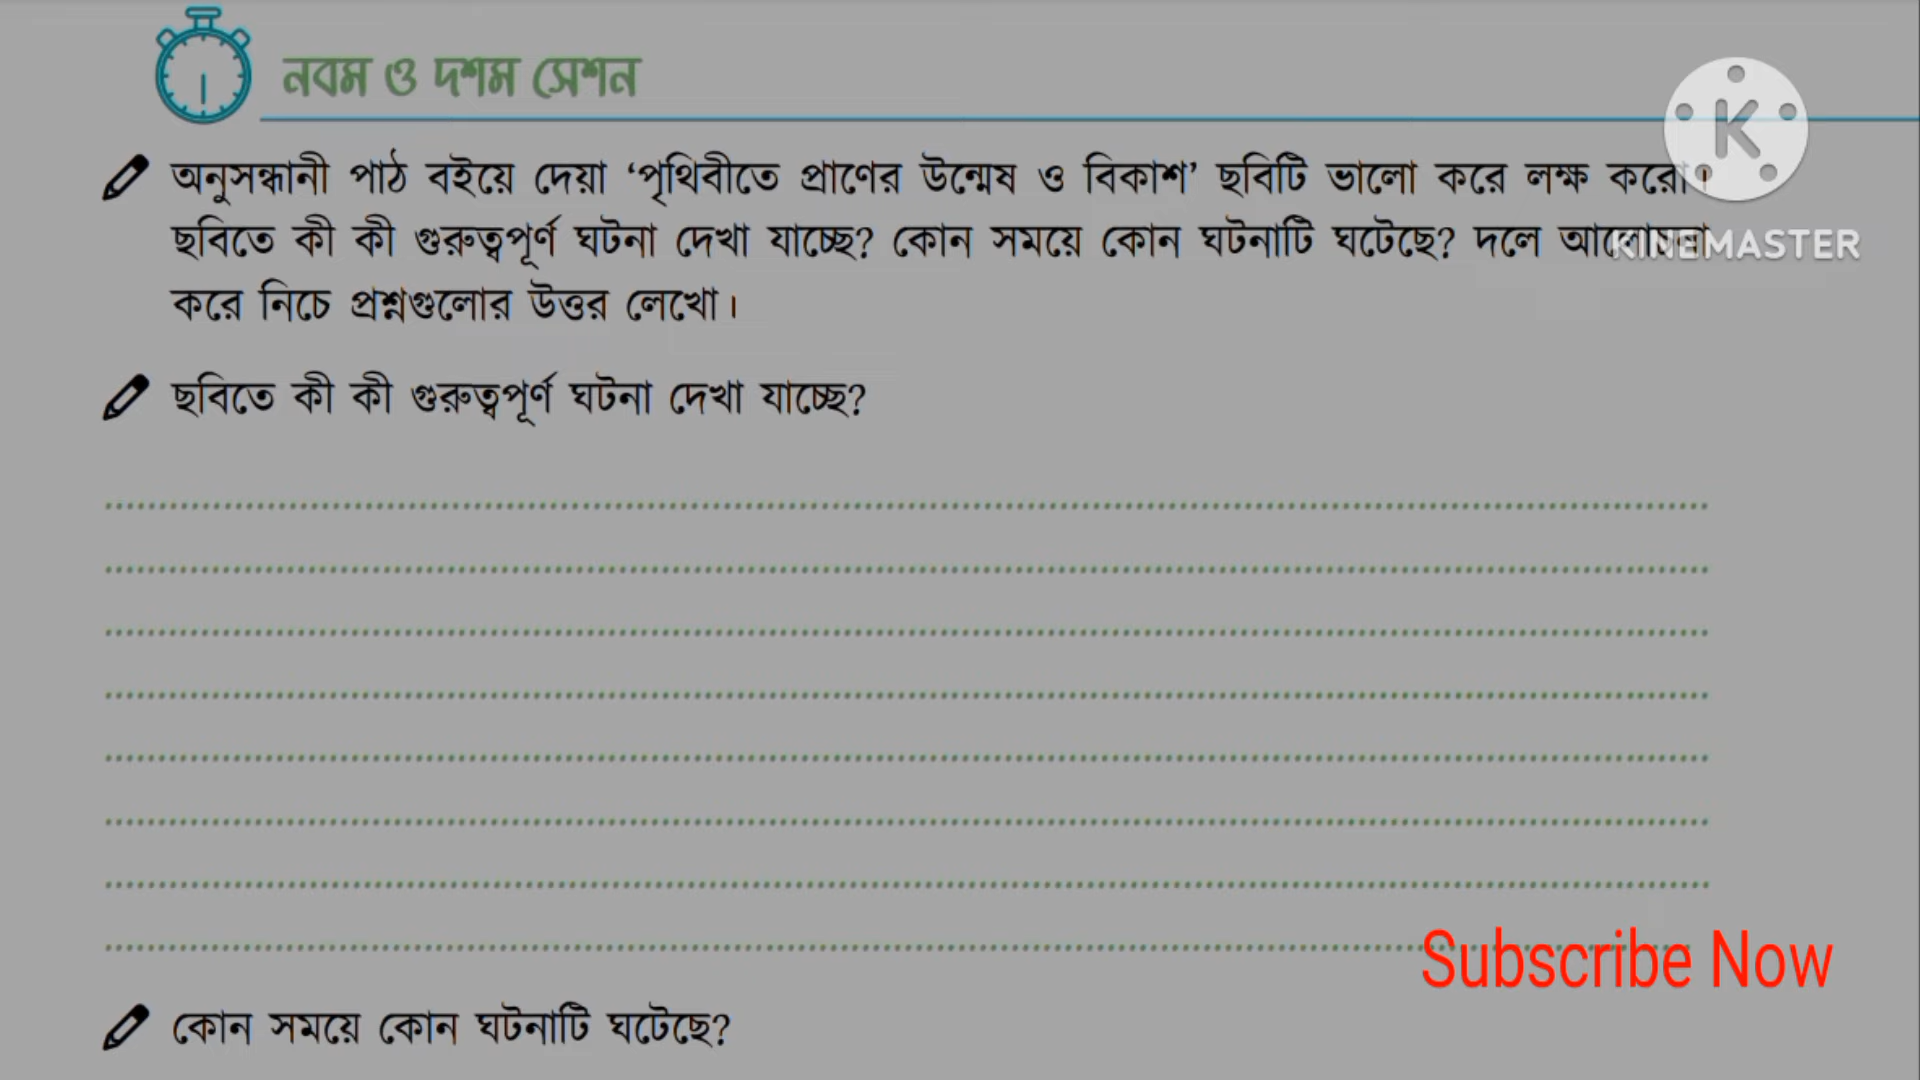 নবম ও দশম সেশন
অনুসন্ধানী পাঠ বইয়ে দেয়া ‘পৃথিবীতে প্রাণের উন্মেষ ও বিকাশ’ ছবিটি ভালো করে লক্ষ করো।
ছবিতে কী কী গুরুত্বপূর্ণ ঘটনা দেখা যাচ্ছে? কোন সময়ে কোন ঘটনাটি ঘটেছে? দলে আলোচনা
করে নিচে প্রশ্নগুলোর উত্তর লেখো।
ছবিতে কী কী গুরুত্বপূর্ণ ঘটনা দেখা যাচ্ছে?
কোন সময়ে কোন ঘটনাটি ঘটেছে?
K
KINEMASTER
Subscribe Now